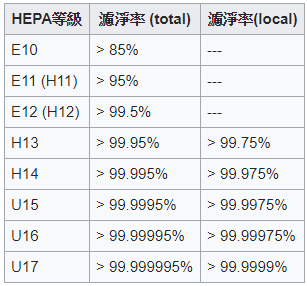 HEPA等級 濾淨率 (total) 濾淨率(local)
E10 > 85% ---
E11 (H11) > 95% ---
E12 (H12) > 99.5% ---
H13 > 99.95% > 99.75%
H14 > 99.995% > 99.975%
U15 > 99.9995% > 99.9975%
U16 > 99.99995% > 99.99975%
U17 > 99.999995% > 99.9999%